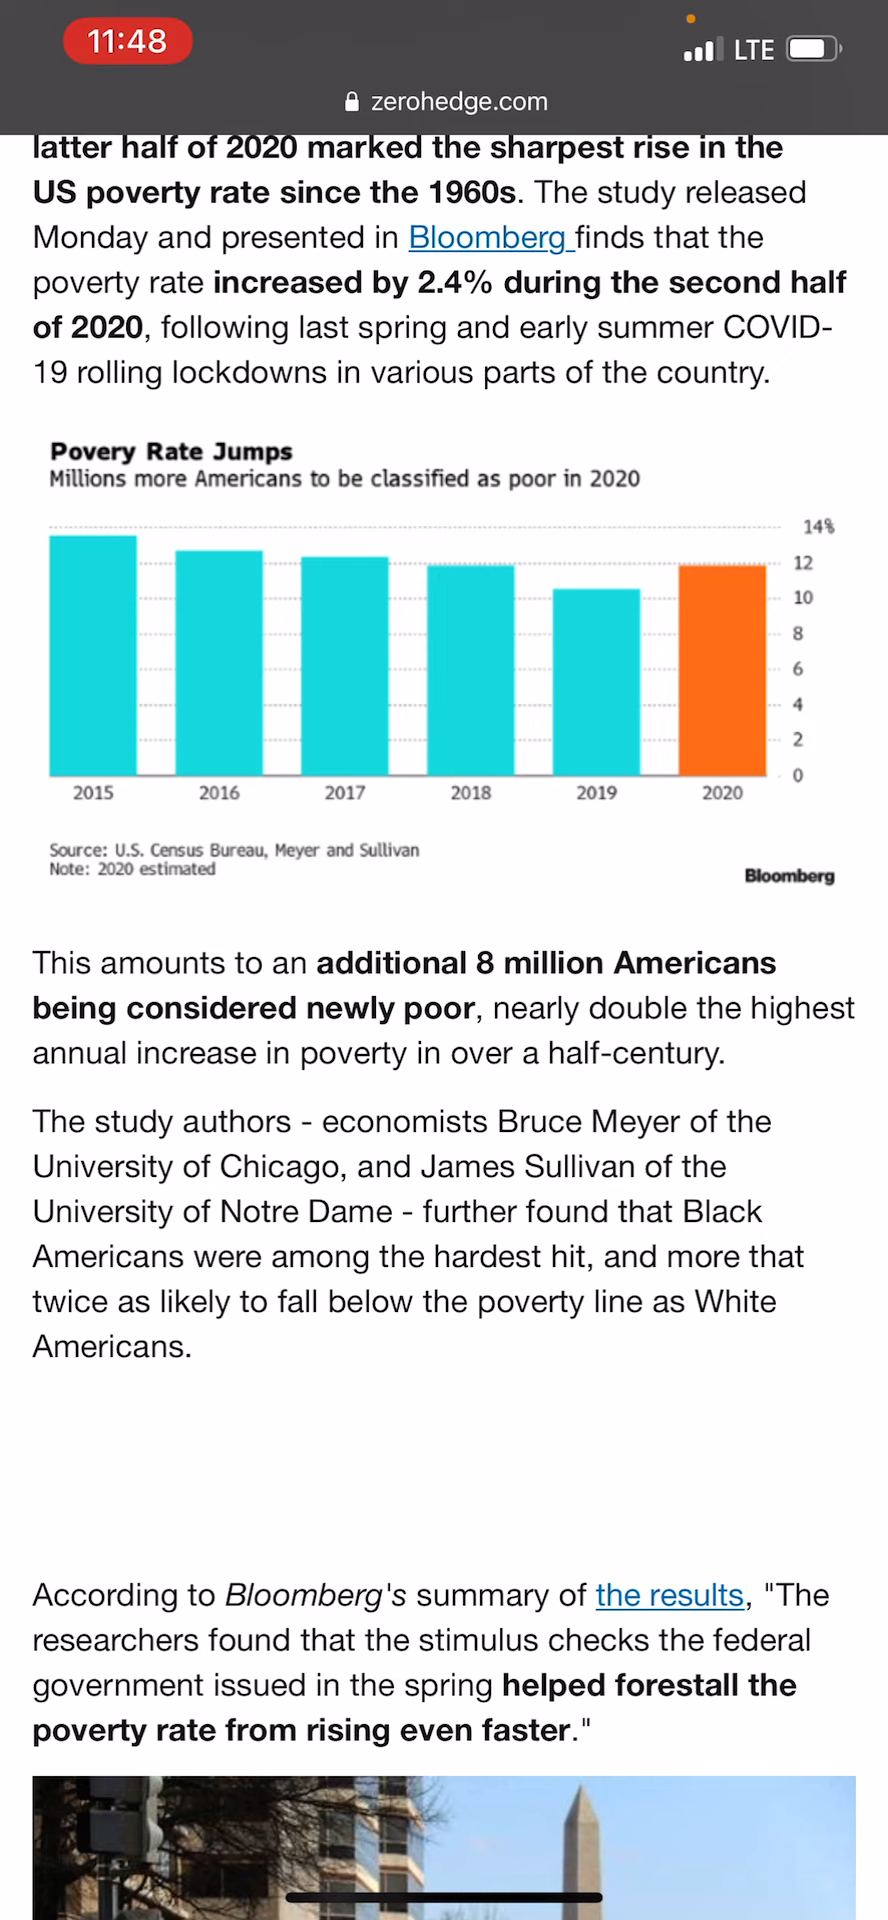 11:48
LTE
zerohedge.com
latter half of 2020 marked the sharpest rise in the
US poverty rate since the 1960s. The study released
Monday and presented in Bloomberg finds that the
poverty rate increased by 2.4% during the second half
of 2020, following last spring and early summer COVID-
19 rolling lockdowns in various parts of the country.
Povery Rate Jumps
Millions more Americans to be classified as poor in 2020
14%
12
10
8
6
4
2
0
2015 2016 2017 2018 2019 2020
Source: U.S. Census Bureau, Meyer and Sullivan
Note: 2020 estimated
Bloomberg
This amounts to an additional 8 million Americans
being considered newly poor, nearly double the highest
annual increase in poverty in over a half-century.
The study authors - economists Bruce Meyer of the
University of Chicago, and James Sullivan of the
University of Notre Dame - further found that Black
Americans were among the hardest hit, and more that
twice as likely to fall below the poverty line as White
Americans.
According to Bloomberg's summary of the results, "The
researchers found that the stimulus checks the federal
government issued in the spring helped forestall the
poverty rate from rising even faster."